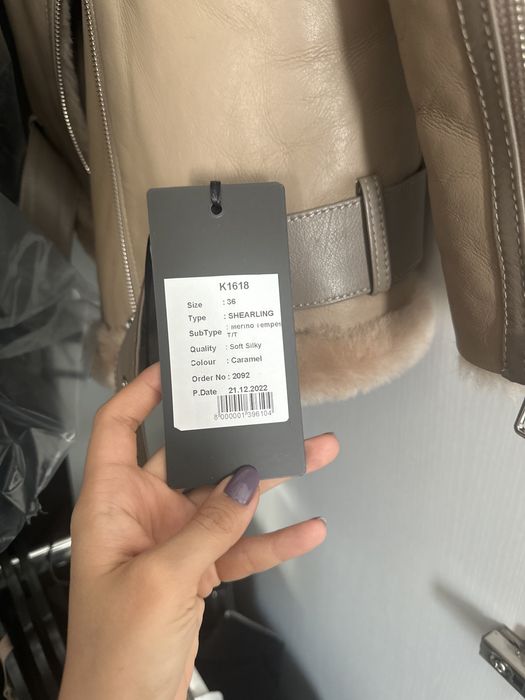 K1618
Size : 36
Type : SHEARLING
SubType : Merino Tempes
T/T
Quality : Soft Silky
Colour : Caramel
Order No : 2092
P.Date 21.12.2022
8 000001 396104